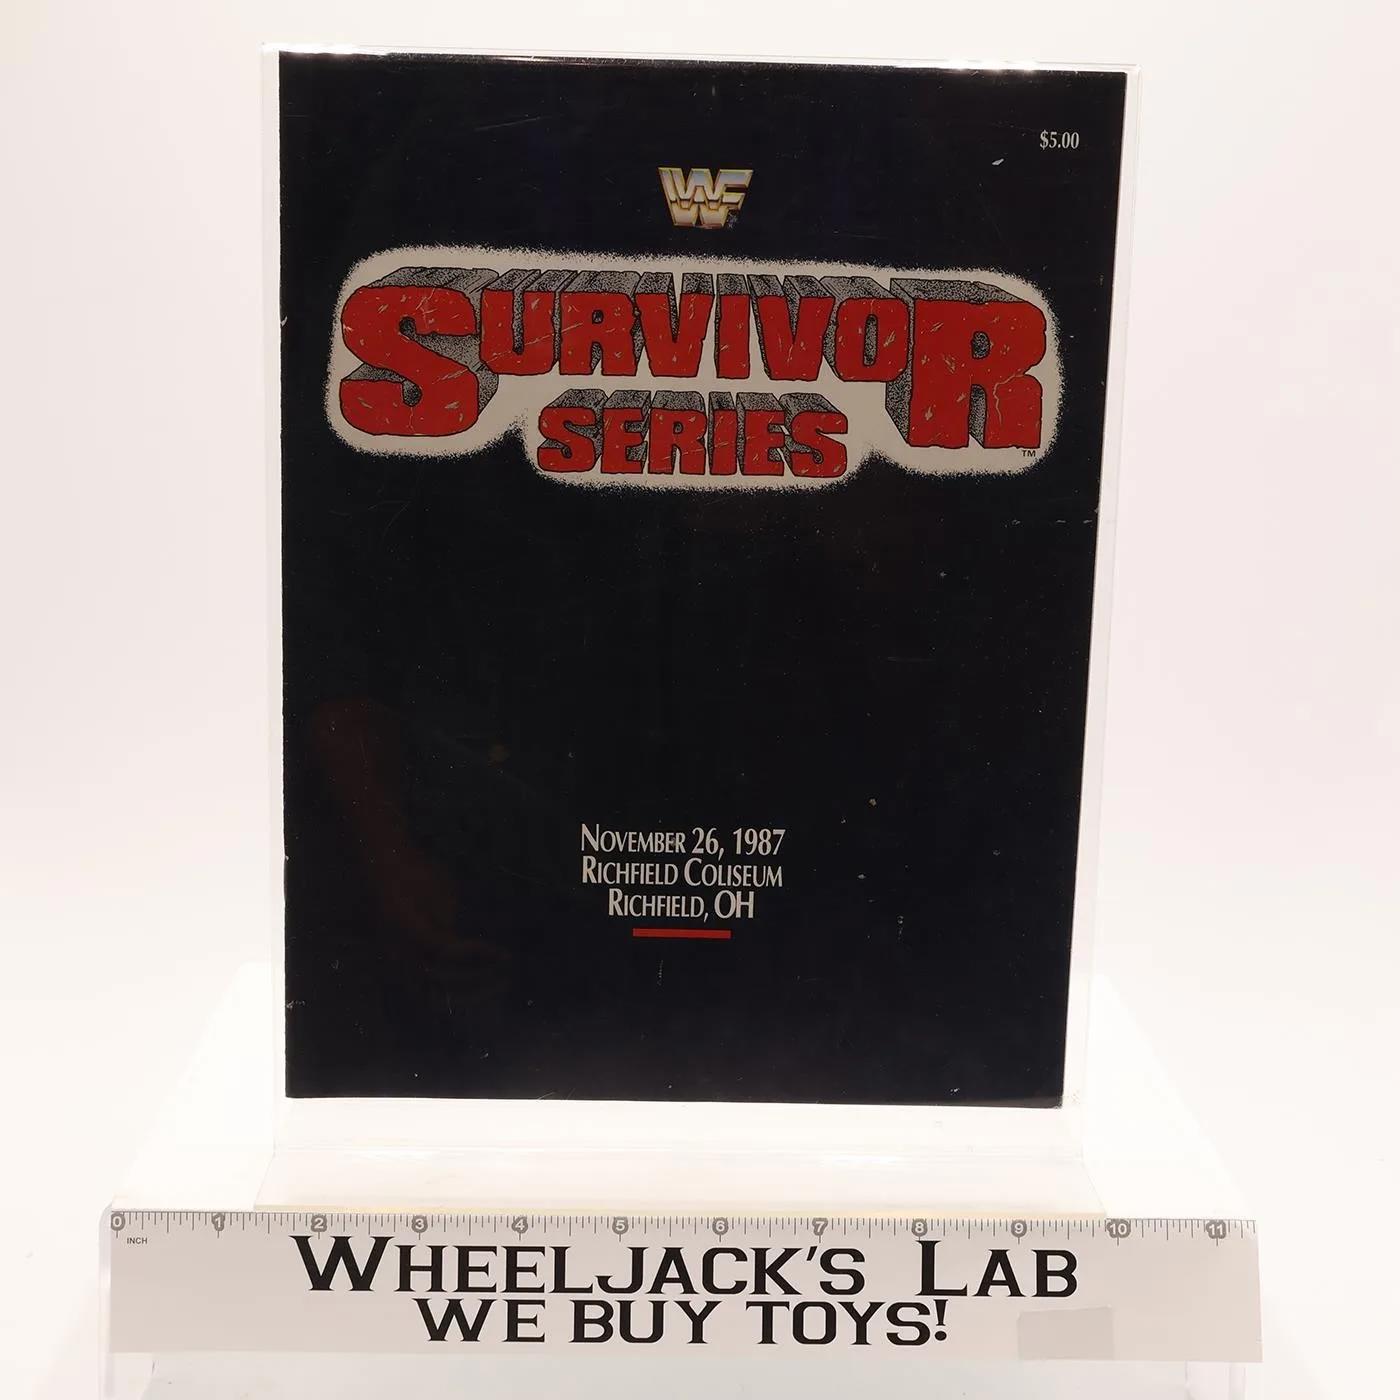 $5.00
WF
SURVIVOR
SERIES
TM
NOVEMBER 26, 1987
RICHFIELD COLISEUM
RICHFIELD, OH
0 1 2 3 4 5 6 7 8 9 10 11
INCH
WHEELJACK'S LAB
WE BUY TOYS!